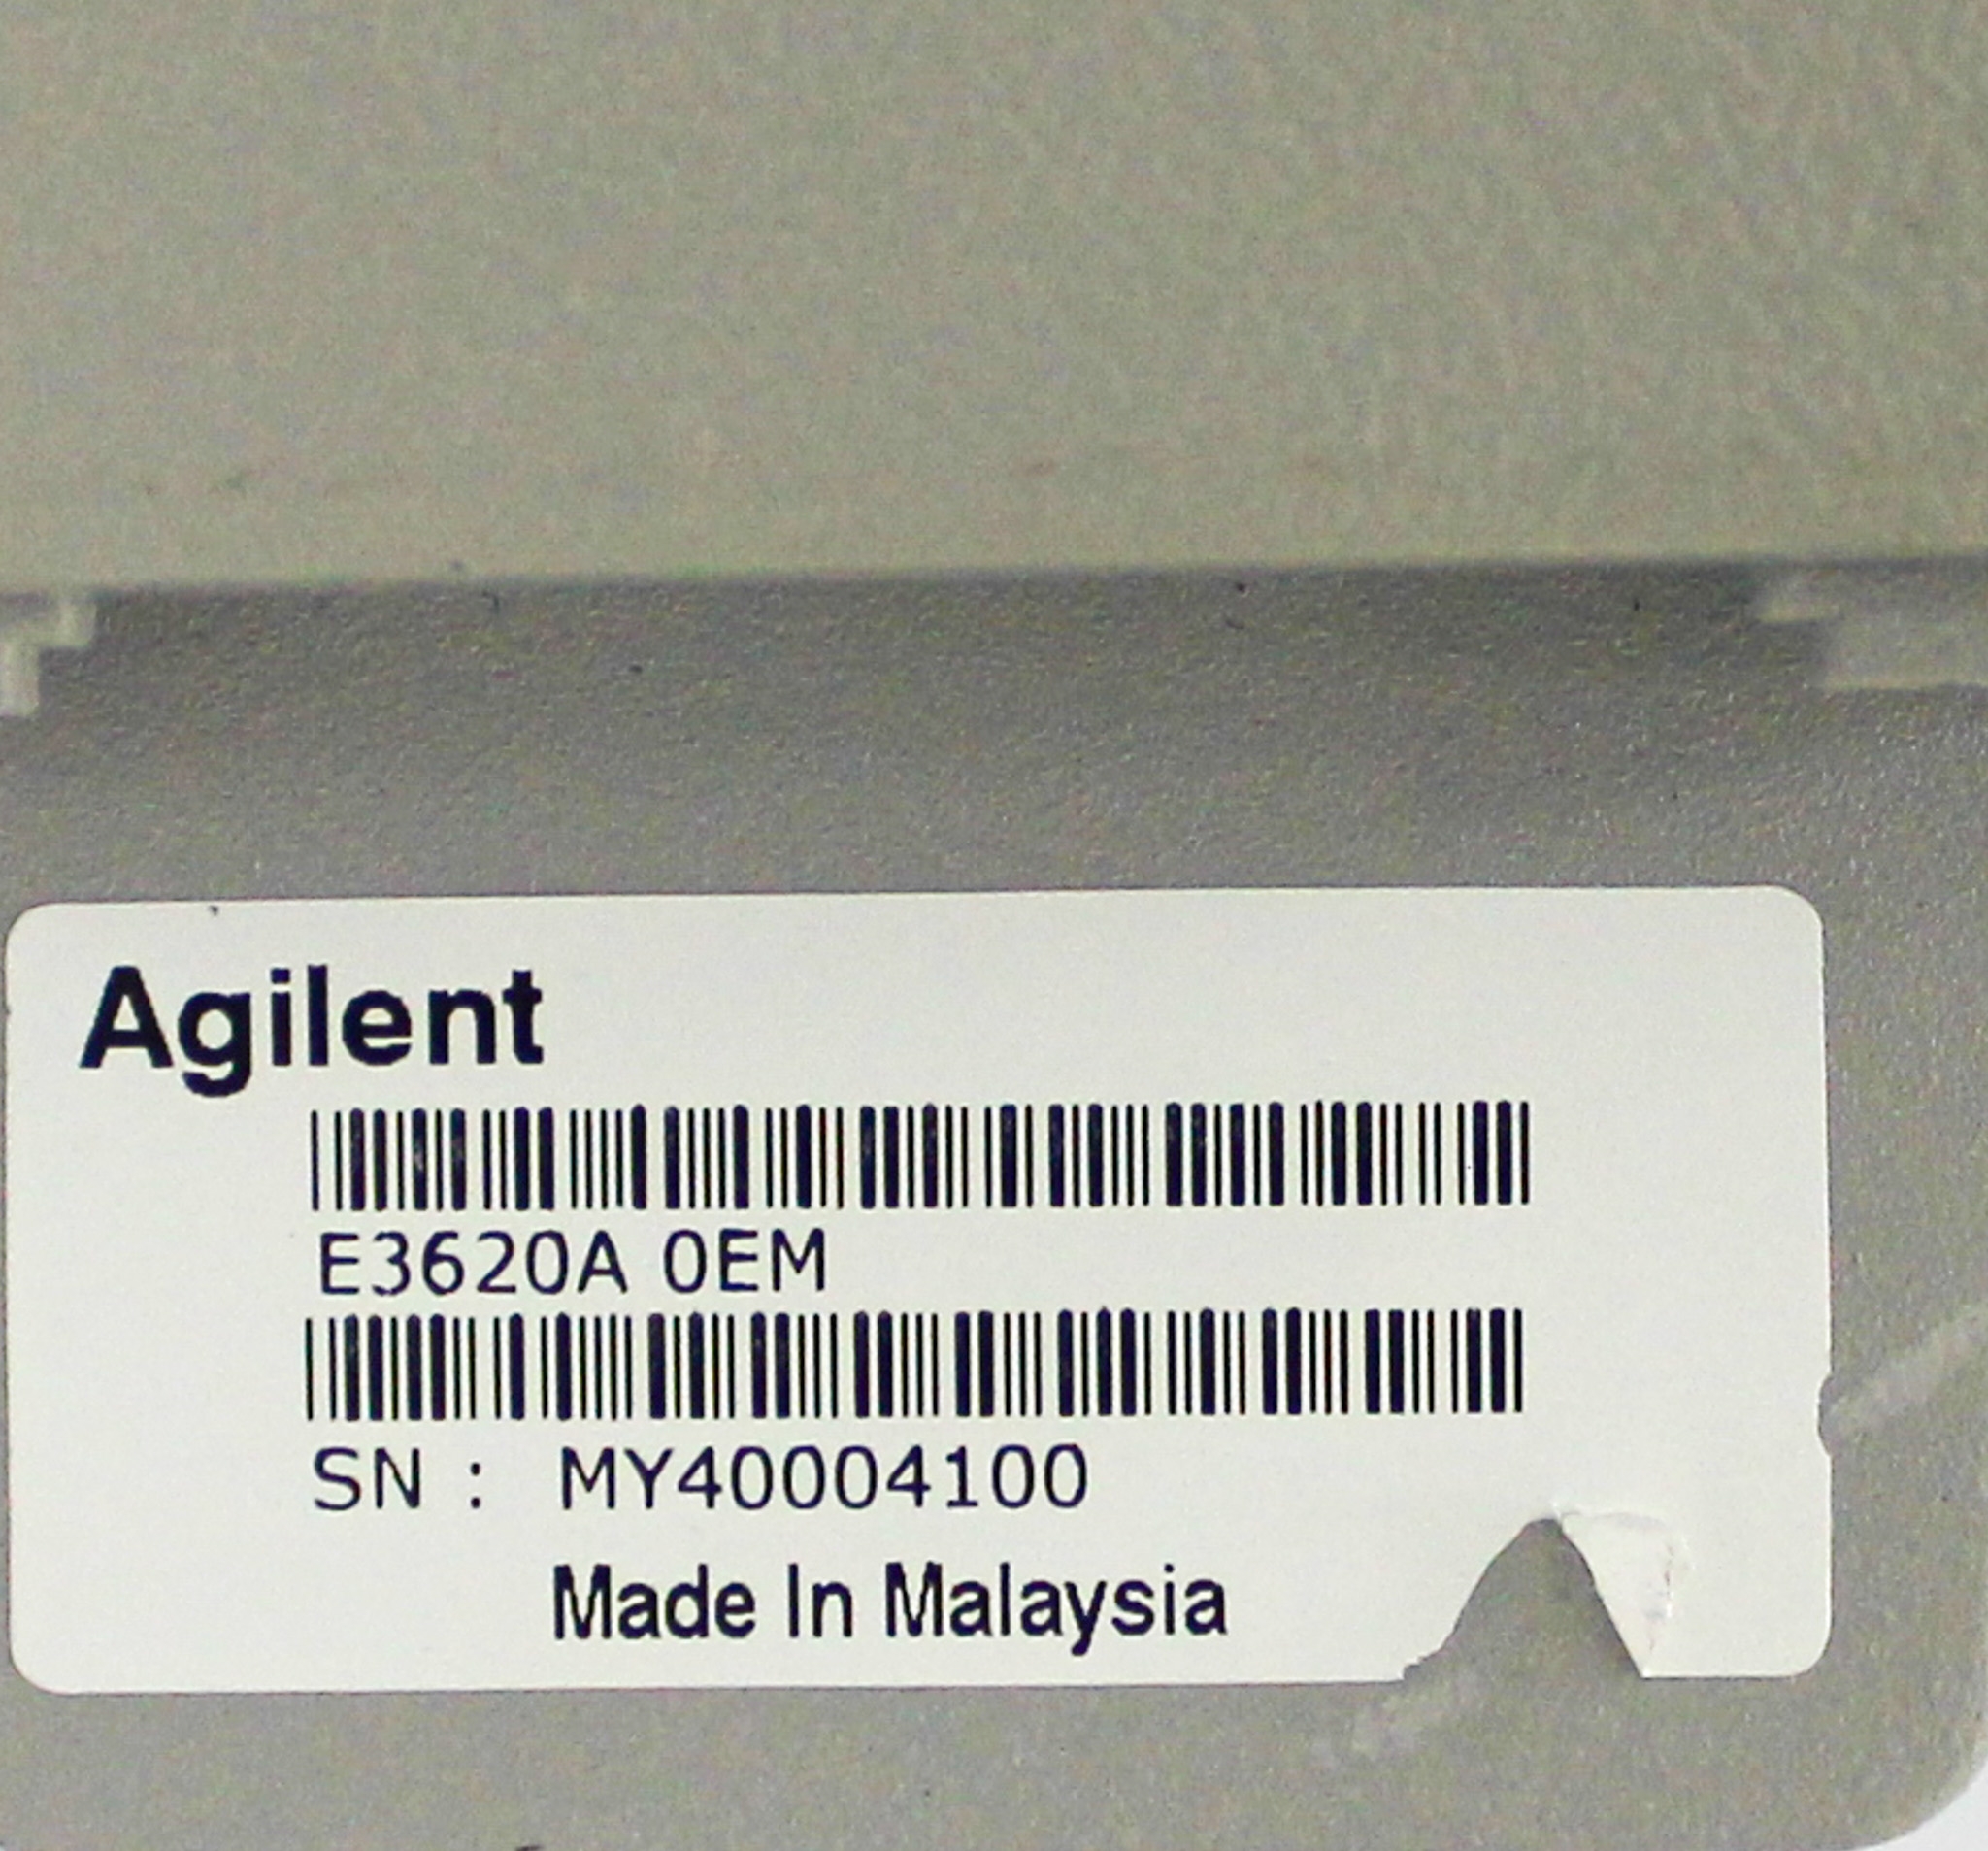 Agilent
E3620A 0EM
SN : MY40004100
Made In Malaysia